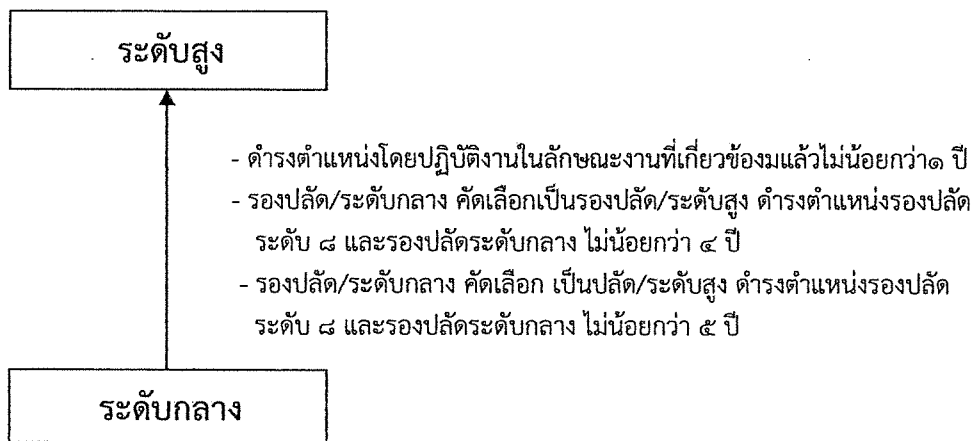 ระดับสูง
- ดำรงตำแหน่งโดยปฏิบัติงานในลักษณะงานที่เกี่ยวข้องมแล้วไม่น้อยกว่า๑ ปี
- รองปลัด/ระดับกลาง คัดเลือกเป็นรองปลัด/ระดับสูง ดำรงตำแหน่งรองปลัด
ระดับ ๘ และรองปลัดระดับกลาง ไม่น้อยกว่า ๔ ปี
- รองปลัด/ระดับกลาง คัดเลือก เป็นปลัด/ระดับสูง ดำรงตำแหน่งรองปลัด
ระดับ ๘ และรองปลัดระดับกลาง ไม่น้อยกว่า ๕ ปี
ระดับกลาง